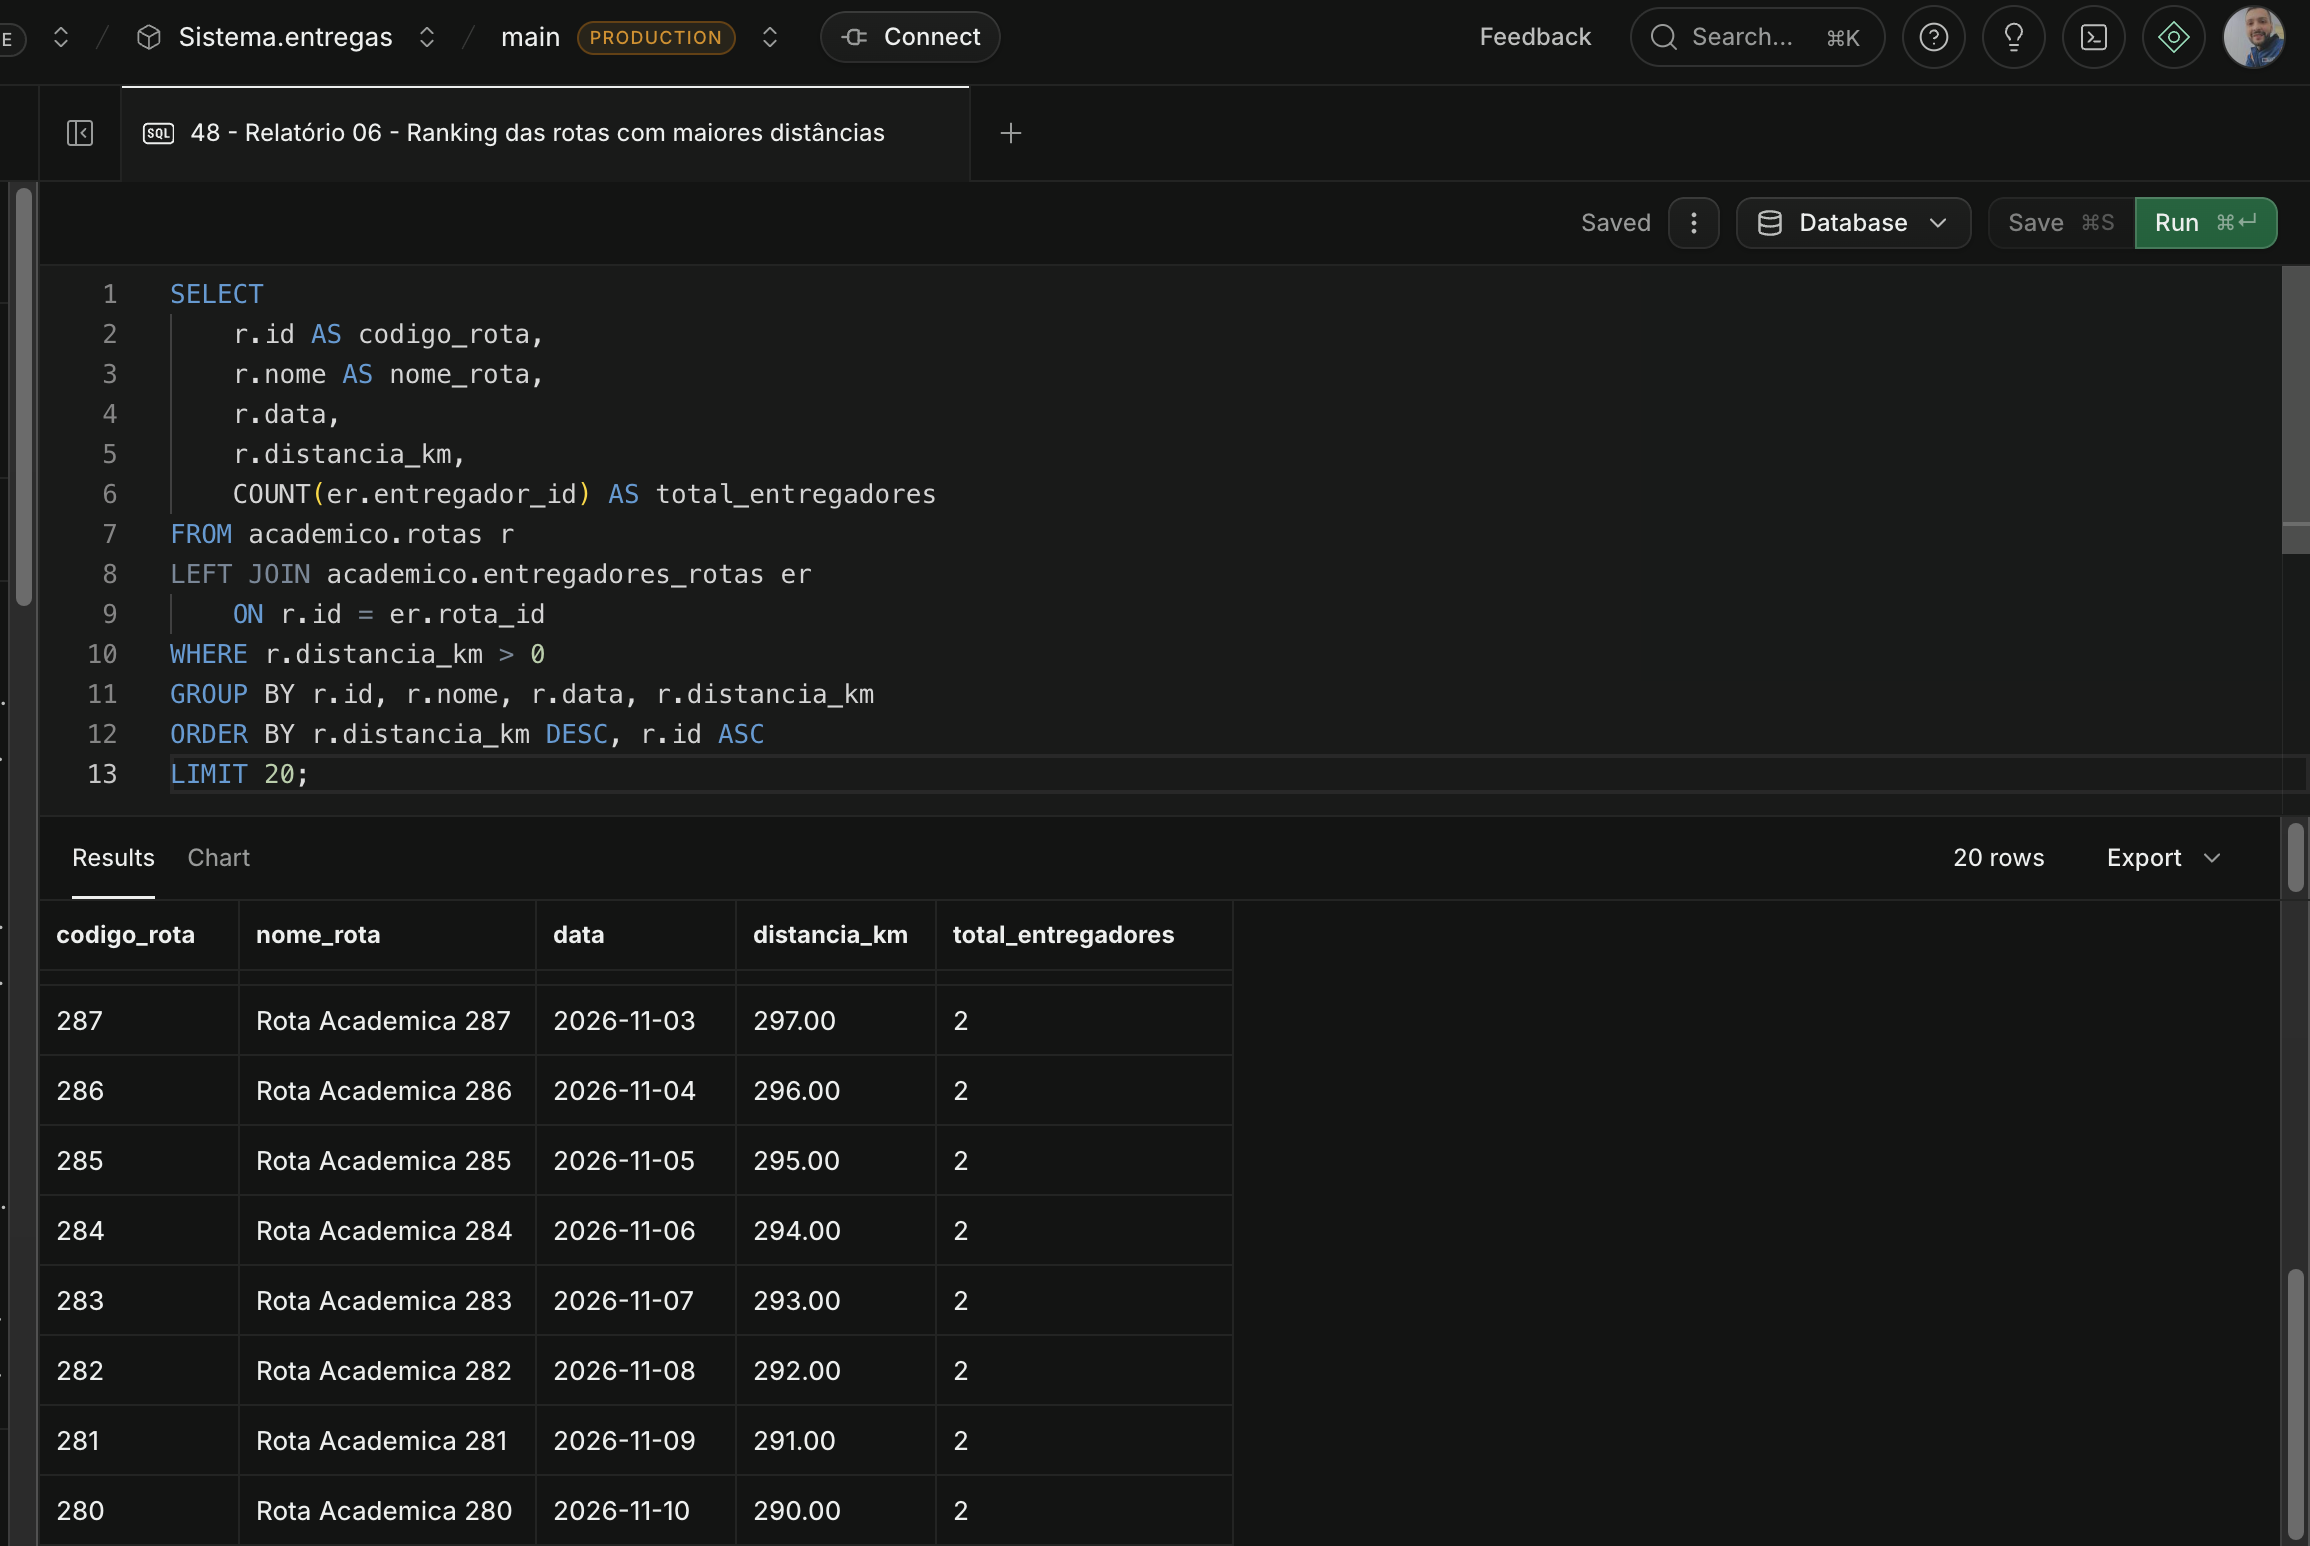 E Sistema.entregas main PRODUCTION Connect Feedback Search... ⌘K
SQL 48 - Relatório 06 - Ranking das rotas com maiores distâncias
Saved Database Save ⌘S Run ⌘↵
1 SELECT
2 r.id AS codigo_rota,
3 r.nome AS nome_rota,
4 r.data,
5 r.distancia_km,
6 COUNT(er.entregador_id) AS total_entregadores
7 FROM academico.rotas r
8 LEFT JOIN academico.entregadores_rotas er
9 ON r.id = er.rota_id
10 WHERE r.distancia_km > 0
11 GROUP BY r.id, r.nome, r.data, r.distancia_km
12 ORDER BY r.distancia_km DESC, r.id ASC
13 LIMIT 20;
Results Chart 20 rows Export
codigo_rota nome_rota data distancia_km total_entregadores
287 Rota Academica 287 2026-11-03 297.00 2
286 Rota Academica 286 2026-11-04 296.00 2
285 Rota Academica 285 2026-11-05 295.00 2
284 Rota Academica 284 2026-11-06 294.00 2
283 Rota Academica 283 2026-11-07 293.00 2
282 Rota Academica 282 2026-11-08 292.00 2
281 Rota Academica 281 2026-11-09 291.00 2
280 Rota Academica 280 2026-11-10 290.00 2